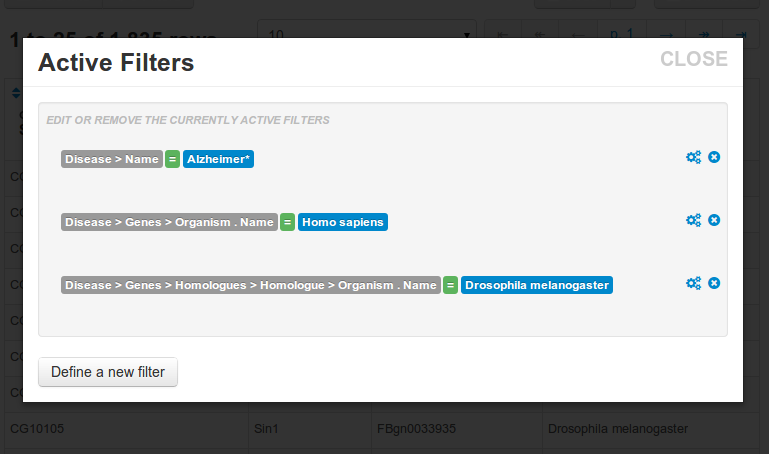 1 to 25 of 1,835 rows
10
p. 1
Active Filters
CLOSE
EDIT OR REMOVE THE CURRENTLY ACTIVE FILTERS
Disease > Name = Alzheimer*
Disease > Genes > Organism . Name = Homo sapiens
Disease > Genes > Homologues > Homologue > Organism . Name = Drosophila melanogaster
Define a new filter
CG10105 Sin1 FBgn0033935 Drosophila melanogaster